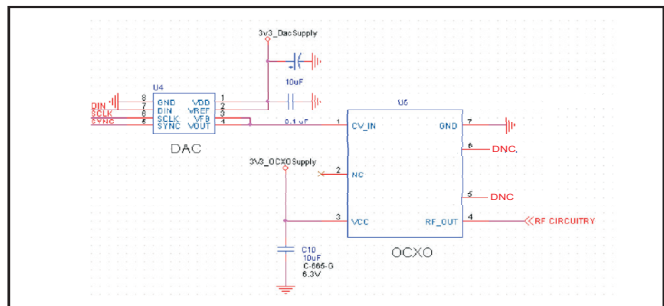 3v3_DacSupply
U4
10uF
8 GND VDD 1
DIN 7 DIN VREF 2
SCLK 6 SCLK VFB 3
SYNC 5 SYNC VOUT 4
0.1 uF
DAC
U5
1 CV_IN GND 7
6 DNC,
3V3_OCXOSupply
2 NC
5 DNC
3 VCC RF_OUT 4 RF CIRCUITRY
OCXO
C10
10uF
C-665-G
6.3V